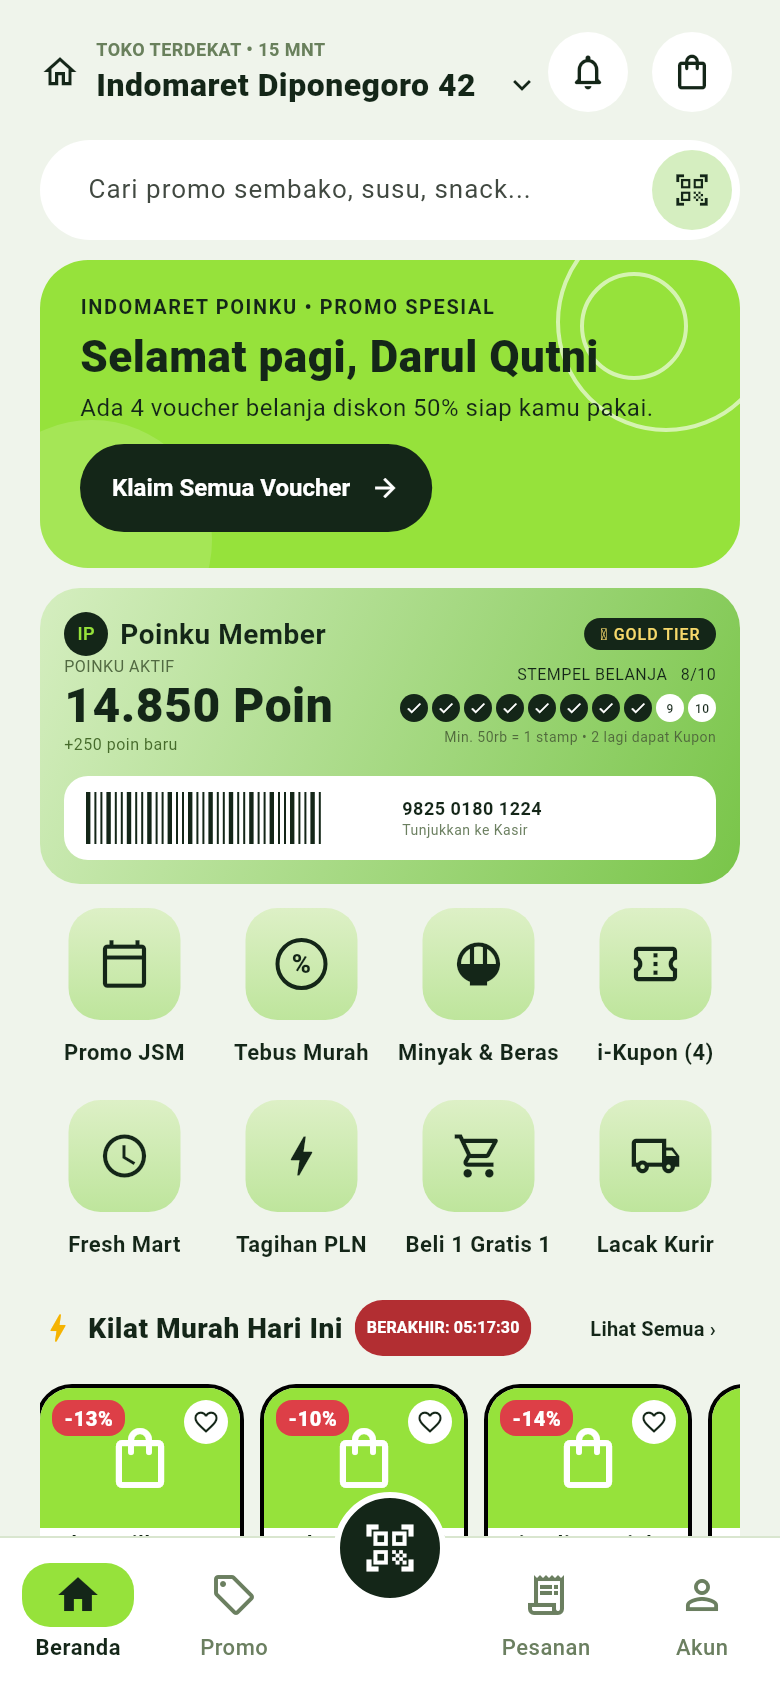 TOKO TERDEKAT • 15 MNT
Indomaret Diponegoro 42
Cari promo sembako, susu, snack...
INDOMARET POINKU • PROMO SPESIAL
Selamat pagi, Darul Qutni
Ada 4 voucher belanja diskon 50% siap kamu pakai.
Klaim Semua Voucher
IP Poinku Member
GOLD TIER
POINKU AKTIF
14.850 Poin
+250 poin baru
STEMPEL BELANJA 8/10
9 10
Min. 50rb = 1 stamp • 2 lagi dapat Kupon
9825 0180 1224
Tunjukkan ke Kasir
%
Promo JSM
Tebus Murah
Minyak & Beras
i-Kupon (4)
Fresh Mart
Tagihan PLN
Beli 1 Gratis 1
Lacak Kurir
Kilat Murah Hari Ini
BERAKHIR: 05:17:30
Lihat Semua ›
-13%
-10%
-14%
Beranda
Promo
Pesanan
Akun